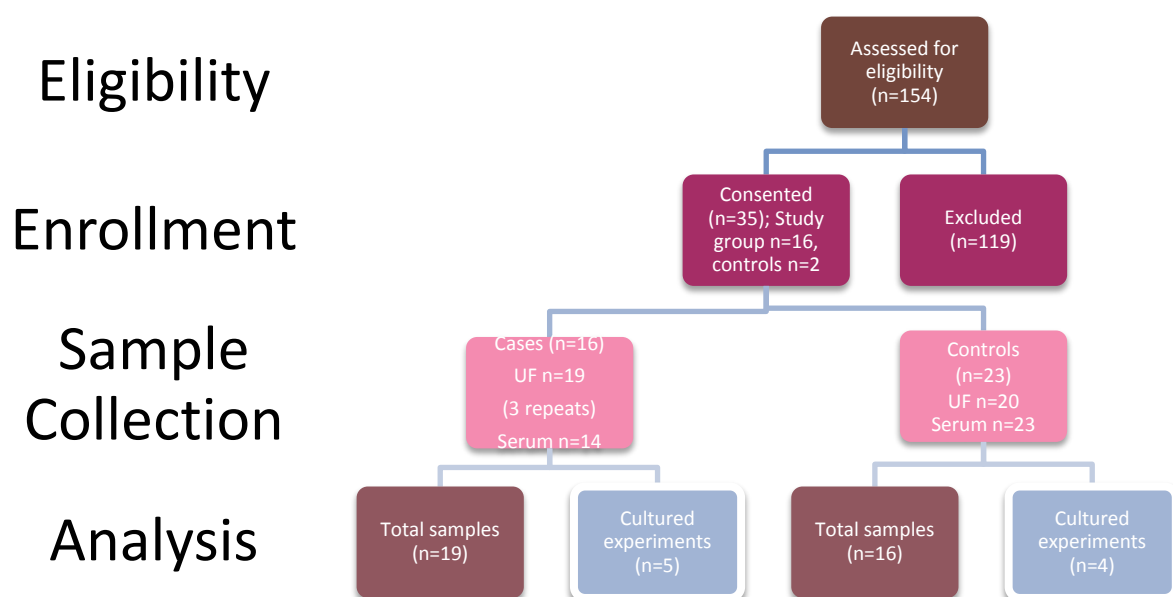 Eligibility
Assessed for
eligibility
(n=154)
Enrollment
Consented
(n=35); Study
group n=16,
controls n=2
Excluded
(n=119)
Sample
Collection
Cases (n=16)
UF n=19
(3 repeats)
Serum n=14
Controls
(n=23)
UF n=20
Serum n=23
Analysis
Total samples
(n=19)
Cultured
experiments
(n=5)
Total samples
(n=16)
Cultured
experiments
(n=4)